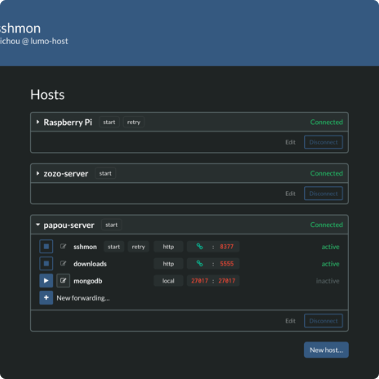 sshmon
ichou @ lumo-host
Hosts
Raspberry Pi start retry Connected
Edit Disconnect
zozo-server start Connected
Edit Disconnect
papou-server start Connected
sshmon start retry http : 8377 active
downloads http : 5555 active
mongodb local 27017 : 27017 inactive
New forwarding...
Edit Disconnect
New host...